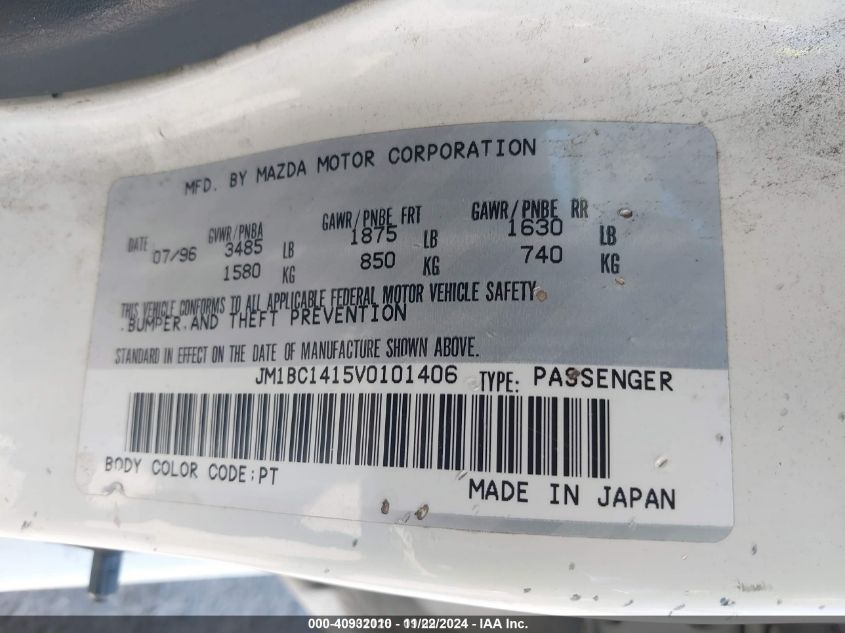 MFD. BY MAZDA MOTOR CORPORATION
DATE GVWR/PNBA GAWR/PNBE FRT GAWR/PNBE RR
07/96 3485 LB 1875 LB 1630 LB
1580 KG 850 KG 740 KG
THIS VEHICLE CONFORMS TO ALL APPLICABLE FEDERAL MOTOR VEHICLE SAFETY
.BUMPER.AND THEFT PREVENTION
STANDARD IN EFFECT ON THE DATE OF MANUFACTURE SHOWN ABOVE.
JM1BC1415V0101406 TYPE: PASSENGER
BODY COLOR CODE:PT
MADE IN JAPAN
000-40932010 - 11/22/2024 - IAA Inc.